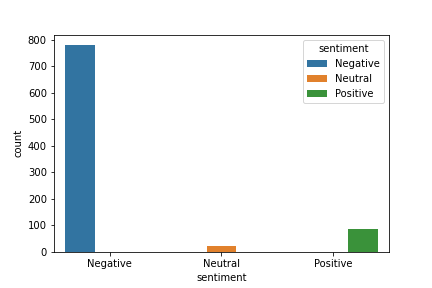 800
700
600
500
400
300
200
100
0
count
sentiment
Negative
Neutral
Positive
Negative Neutral Positive
sentiment